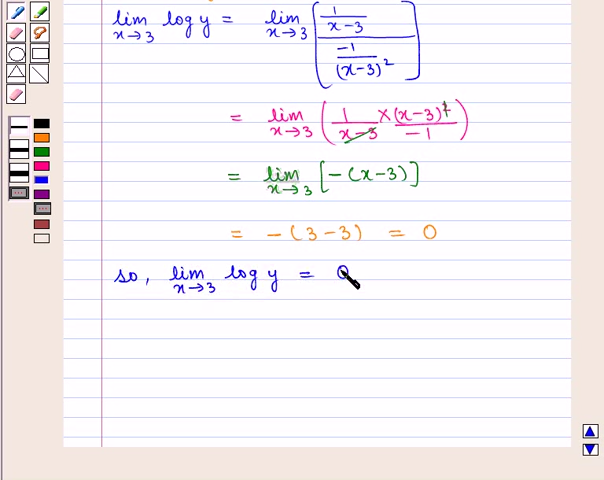 lim x→3 log y = lim x→3 [ (1/(x-3)) / (-1/(x-3)²) ]
= lim x→3 ( 1/(x-3) × (x-3)²/-1 )
= lim x→3 [-(x-3)]
= -(3-3) = 0
so, lim x→3 log y = 0